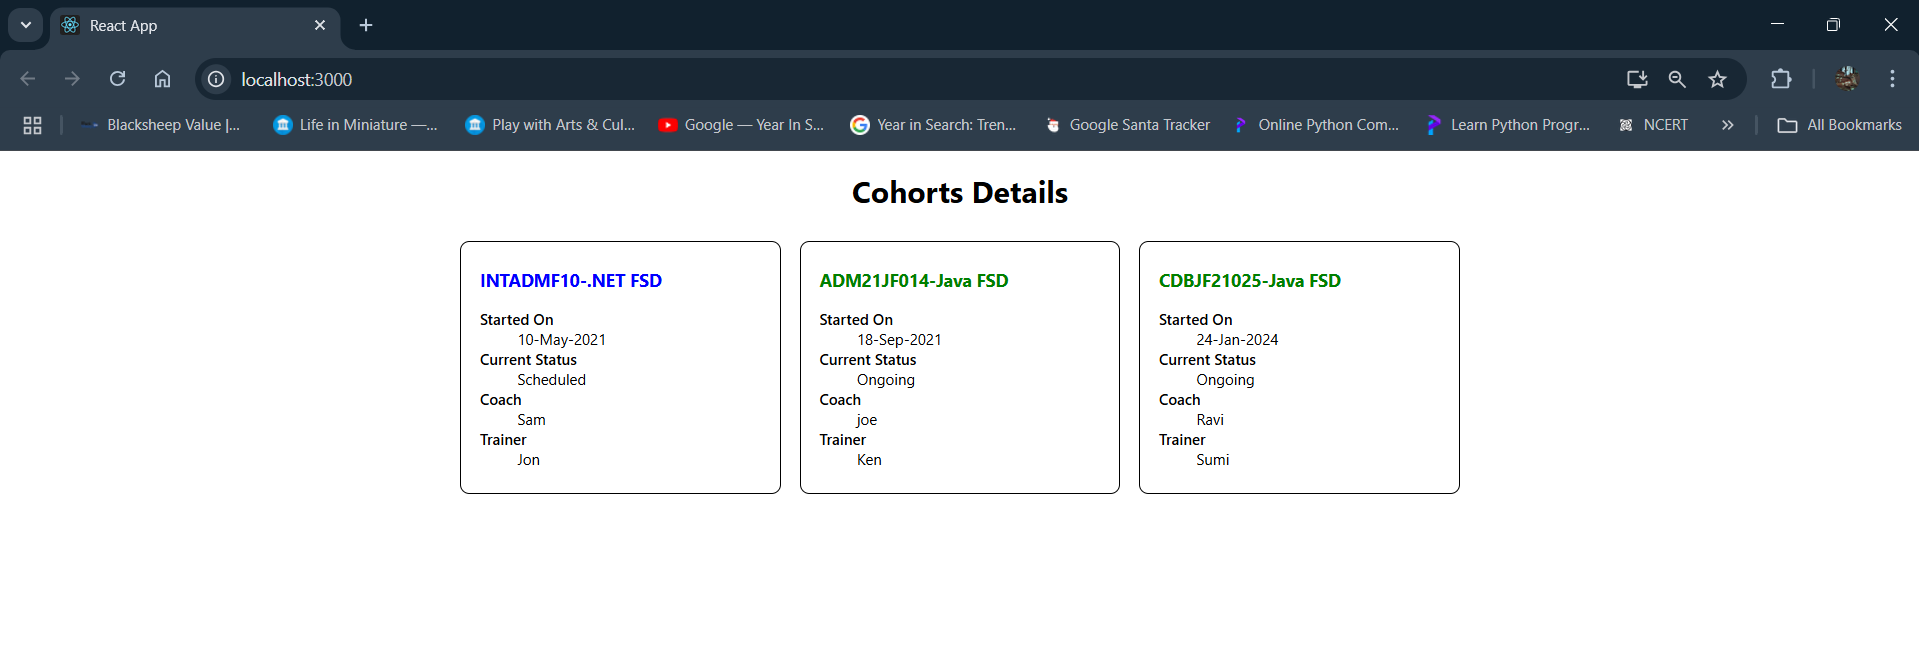 React App
localhost:3000
Blacksheep Value |...
Life in Miniature —...
Play with Arts & Cul...
Google — Year In S...
Year in Search: Tren...
Google Santa Tracker
Online Python Com...
Learn Python Progr...
NCERT
All Bookmarks
Cohorts Details
INTADMF10-.NET FSD
Started On
10-May-2021
Current Status
Scheduled
Coach
Sam
Trainer
Jon
ADM21JF014-Java FSD
Started On
18-Sep-2021
Current Status
Ongoing
Coach
joe
Trainer
Ken
CDBJF21025-Java FSD
Started On
24-Jan-2024
Current Status
Ongoing
Coach
Ravi
Trainer
Sumi